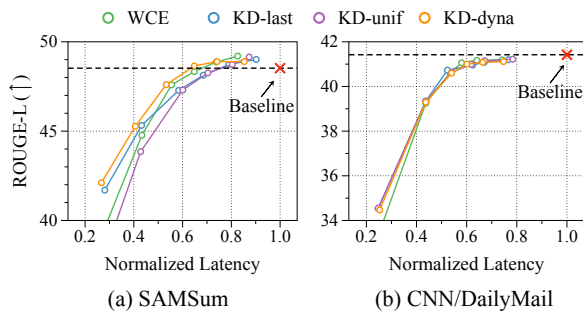 WCE KD-last KD-unif KD-dyna
ROUGE-L (↑)
50
45
40
Baseline
0.2 0.4 0.6 0.8 1.0
Normalized Latency
(a) SAMSum
42
40
38
36
34
Baseline
0.2 0.4 0.6 0.8 1.0
Normalized Latency
(b) CNN/DailyMail